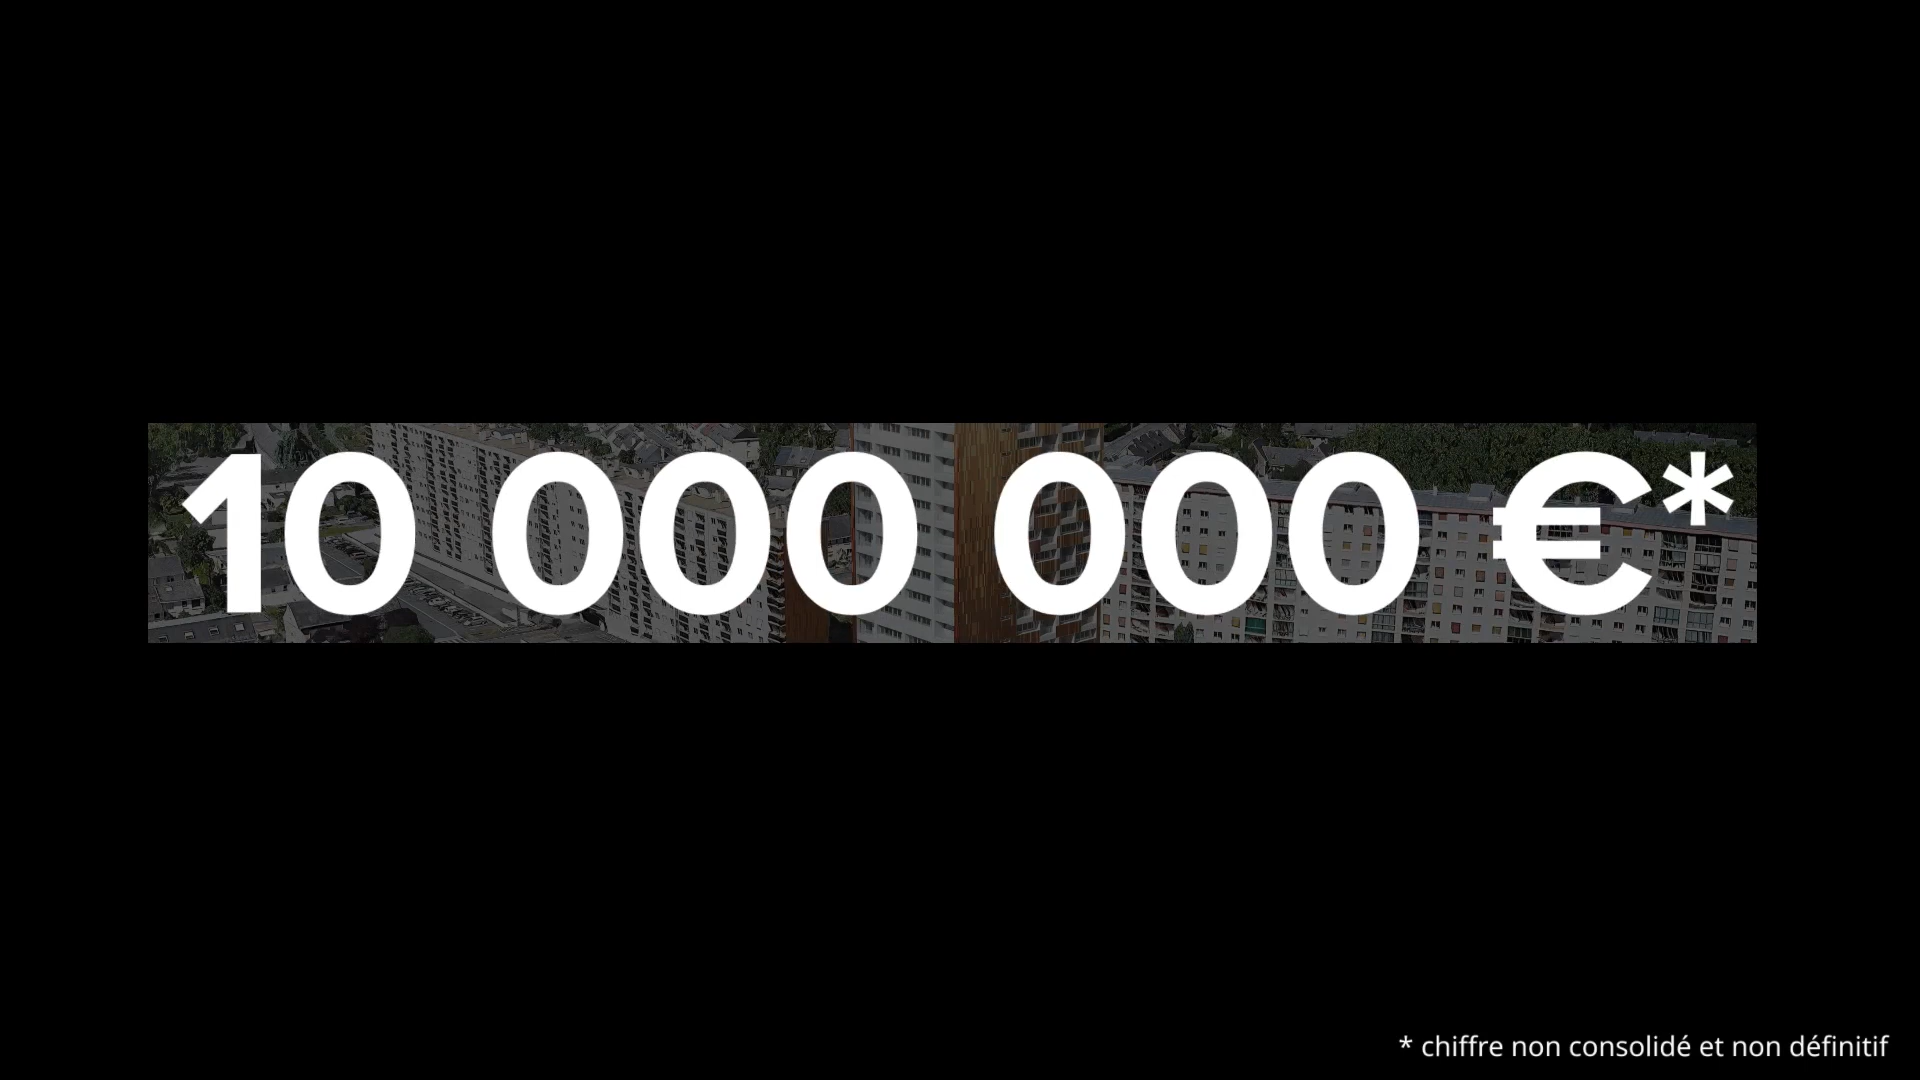 10 000 000 €*
* chiffre non consolidé et non définitif